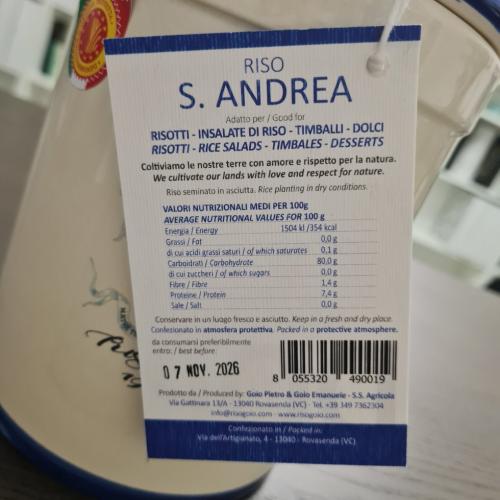 RISO
S. ANDREA
Adatto per / Good for
RISOTTI - INSALATE DI RISO - TIMBALLI - DOLCI
RISOTTI - RICE SALADS - TIMBALES - DESSERTS
Coltiviamo le nostre terre con amore e rispetto per la natura.
We cultivate our lands with love and respect for nature.
Riso seminato in asciutta. Rice planting in dry conditions.
VALORI NUTRIZIONALI MEDI PER 100g
AVERAGE NUTRITIONAL VALUES FOR 100 g
Energia / Energy 1504 kl /354 kcal
Grassi / Fat 0,0 g
di cui acidi grassi saturi / of which saturates 0,1 g
Carboidrati / Carbohydrate 80,0 g
di cui zuccheri / of which sugars 0,0 g
Fibre / Fibre 1,4 g
Proteine / Protein 7,4 g
Sale / Salt 0,0 g
Conservare in un luogo fresco e asciutto. Keep in a fresh and dry place.
Confezionato in atmosfera protettiva. Packed in a protective atmosphere.
da consumarsi preferibilmente
entro: / best before:
07 NOV. 2026
8 055320 490019
Prodotto da / Produced by: Goio Pietro & Goio Emanuele - S.S. Agricola
Via Gattinara 13/A - 13040 Rovasenda (VC) - Tel. +39 349 7362304
info@risogoio.com - www.risogoio.com
Confezionato in / Packed in:
Via dell'Artigianato, 4 - 13040 - Rovasenda (VC)